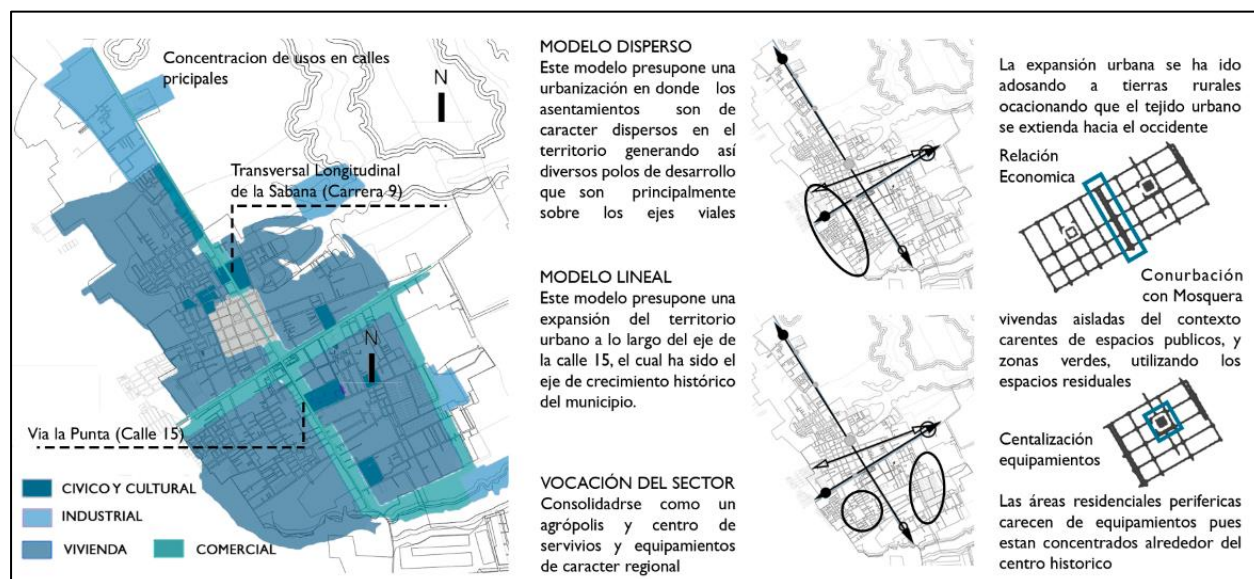 Concentracion de usos en calles
pricipales
N
Transversal Longitudinal
de la Sabana (Carrera 9)
N
Via la Punta (Calle 15)
CIVICO Y CULTURAL
INDUSTRIAL
VIVIENDA
COMERCIAL
MODELO DISPERSO
Este modelo presupone una
urbanización en donde los
asentamientos son de
caracter dispersos en el
territorio generando así
diversos polos de desarrollo
que son principalmente
sobre los ejes viales
MODELO LINEAL
Este modelo presupone una
expansión del territorio
urbano a lo largo del eje de
la calle 15, el cual ha sido el
eje de crecimiento histórico
del municipio.
VOCACIÓN DEL SECTOR
Consolidadrse como un
agrópolis y centro de
servivios y equipamientos
de caracter regional
La expansión urbana se ha ido
adosando a tierras rurales
ocacionando que el tejido urbano
se extienda hacia el occidente
Relación
Economica
Conurbación
con Mosquera
viviendas aisladas del contexto
carentes de espacios publicos, y
zonas verdes, utilizando los
espacios residuales
Centalización
equipamientos
Las áreas residenciales perifericas
carecen de equipamientos pues
estan concentrados alrededor del
centro historico